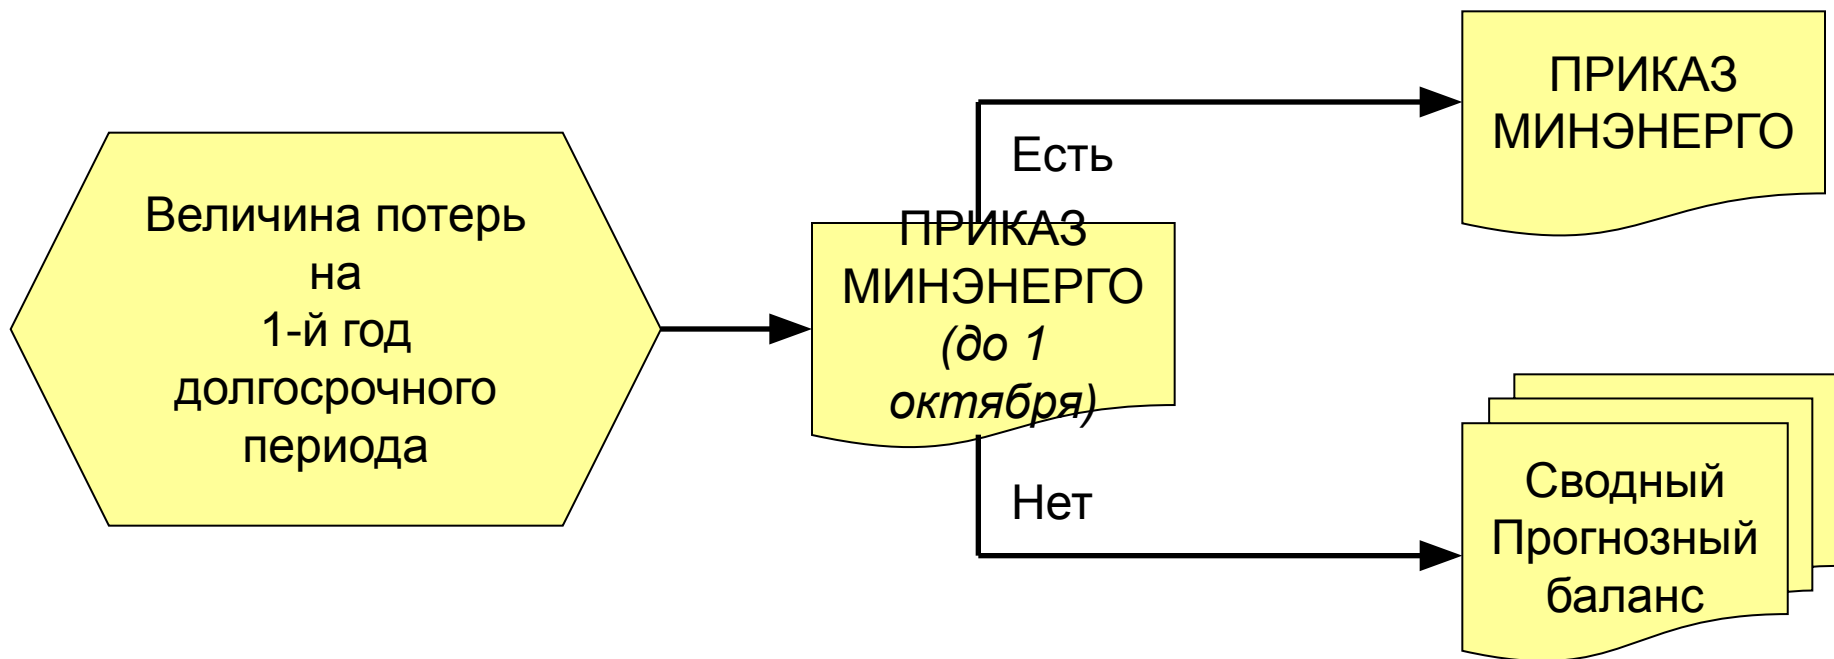 Величина потерь
на
1-й год
долгосрочного
периода
ПРИКАЗ
МИНЭНЕРГО
(до 1
октября)
Есть
Нет
ПРИКАЗ
МИНЭНЕРГО
Сводный
Прогнозный
баланс